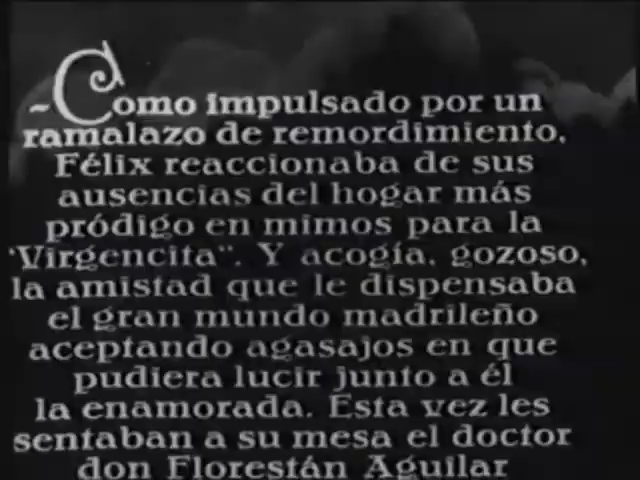 -Como impulsado por un
ramalazo de remordimiento,
Félix reaccionaba de sus
ausencias del hogar más
pródigo en mimos para la
"Virgencita". Y acogía, gozoso,
la amistad que le dispensaba
el gran mundo madrileño
aceptando agasajos en que
pudiera lucir junto a él
la enamorada. Esta vez les
sentaban a su mesa el doctor
don Florestán Aguilar